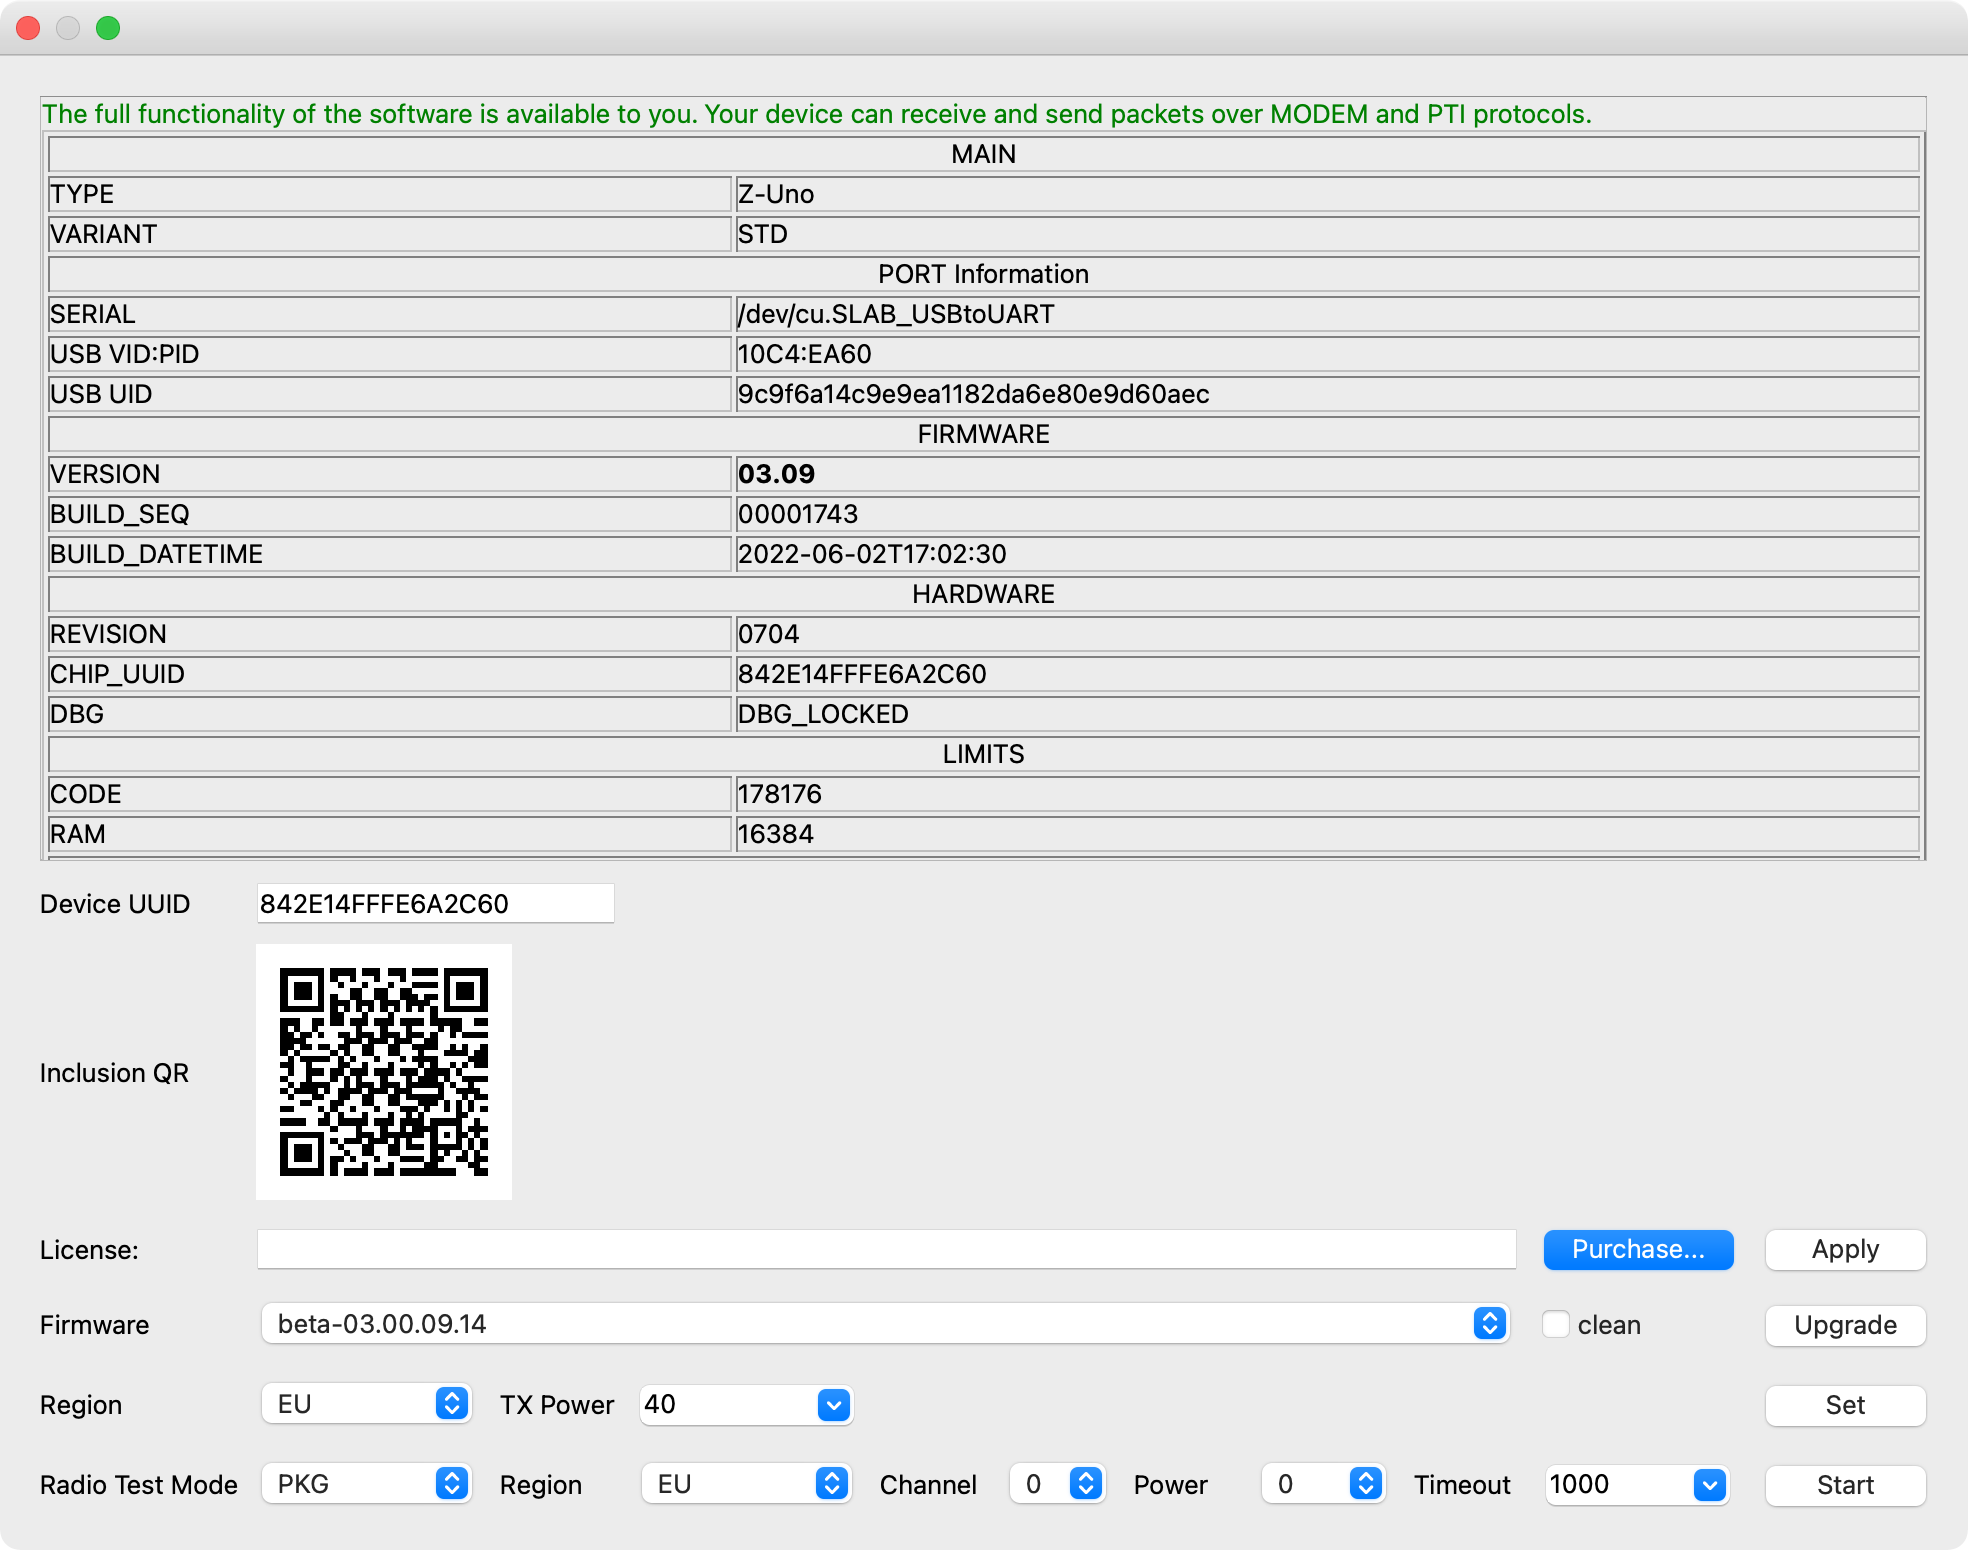 The full functionality of the software is available to you. Your device can receive and send packets over MODEM and PTI protocols.
MAIN
TYPE Z-Uno
VARIANT STD
PORT Information
SERIAL /dev/cu.SLAB_USBtoUART
USB VID:PID 10C4:EA60
USB UID 9c9f6a14c9e9ea1182da6e80e9d60aec
FIRMWARE
VERSION 03.09
BUILD_SEQ 00001743
BUILD_DATETIME 2022-06-02T17:02:30
HARDWARE
REVISION 0704
CHIP_UUID 842E14FFFE6A2C60
DBG DBG_LOCKED
LIMITS
CODE 178176
RAM 16384
Device UUID 842E14FFFE6A2C60
Inclusion QR
License: Purchase... Apply
Firmware beta-03.00.09.14 clean Upgrade
Region EU TX Power 40 Set
Radio Test Mode PKG Region EU Channel 0 Power 0 Timeout 1000 Start